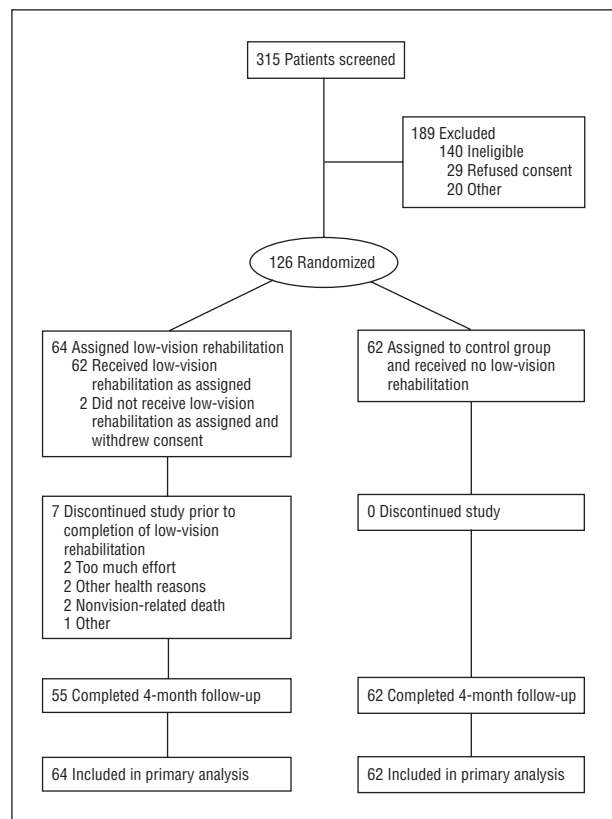 315 Patients screened
189 Excluded
140 Ineligible
29 Refused consent
20 Other
126 Randomized
64 Assigned low-vision rehabilitation
62 Received low-vision
rehabilitation as assigned
2 Did not receive low-vision
rehabilitation as assigned and
withdrew consent
62 Assigned to control group
and received no low-vision
rehabilitation
7 Discontinued study prior to
completion of low-vision
rehabilitation
2 Too much effort
2 Other health reasons
2 Nonvision-related death
1 Other
0 Discontinued study
55 Completed 4-month follow-up
62 Completed 4-month follow-up
64 Included in primary analysis
62 Included in primary analysis